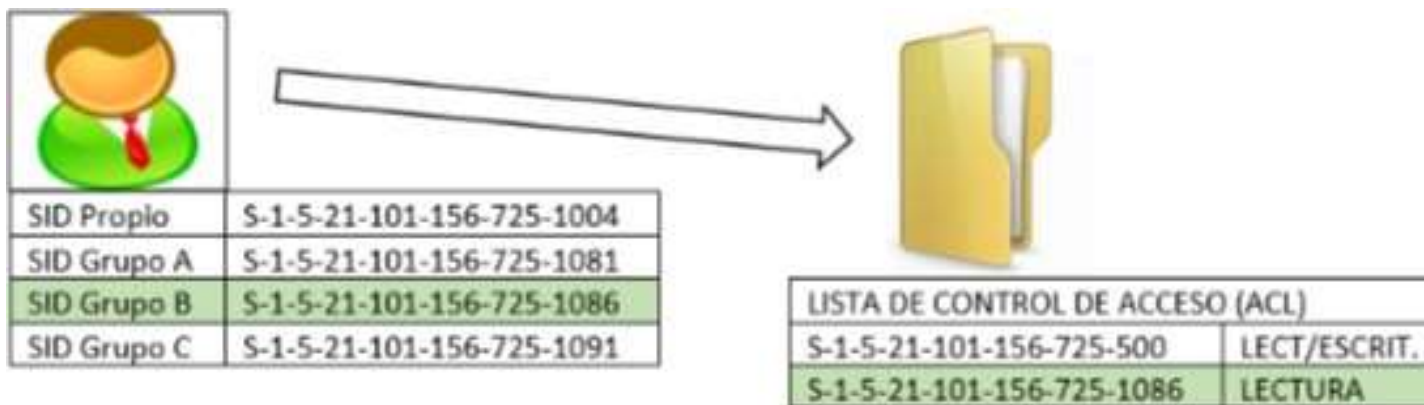 SID Propio S-1-5-21-101-156-725-1004
SID Grupo A S-1-5-21-101-156-725-1081
SID Grupo B S-1-5-21-101-156-725-1086
SID Grupo C S-1-5-21-101-156-725-1091
LISTA DE CONTROL DE ACCESO (ACL)
S-1-5-21-101-156-725-500 LECT/ESCRIT.
S-1-5-21-101-156-725-1086 LECTURA